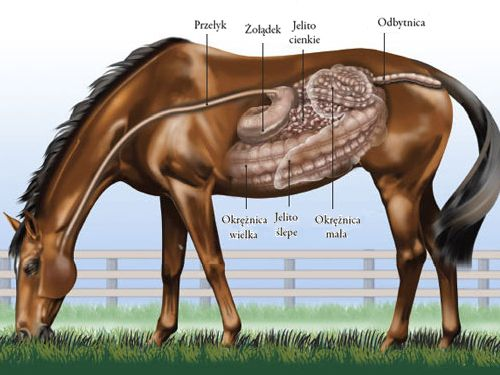 Przełyk
Żołądek
Jelito
cienkie
Odbytnica
Okrężnica
wielka
Jelito
ślepe
Okrężnica
mała